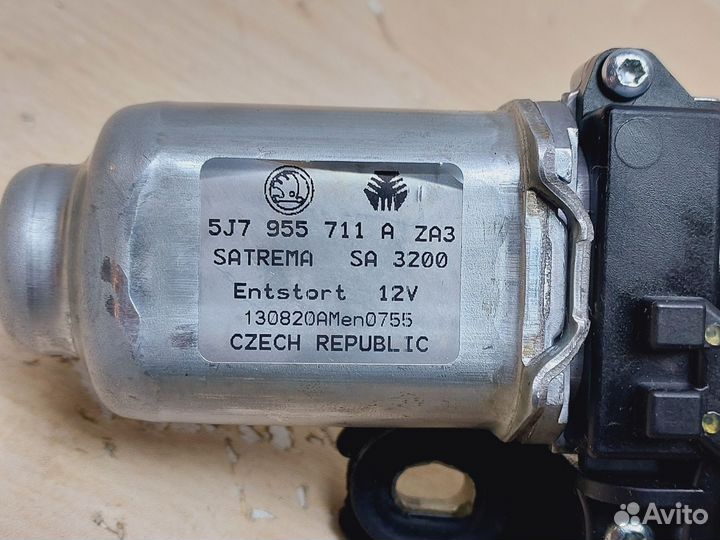 5J7 955 711 A ZA3
SATREMA SA 3200
Entstort 12V
130820AMen0755
CZECH REPUBLIC
Avito